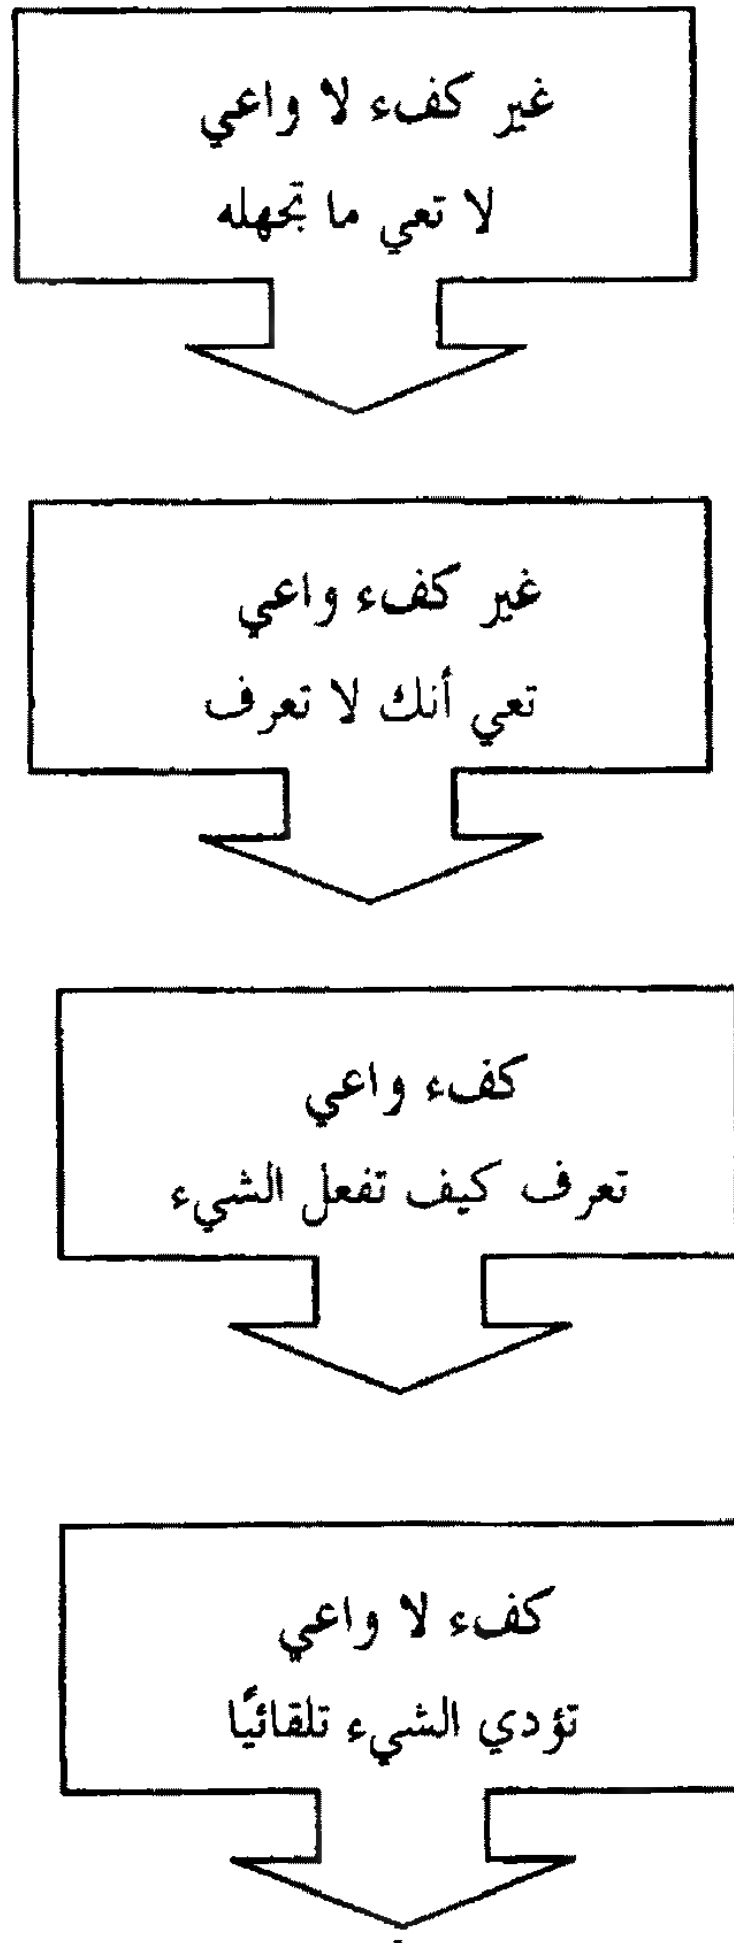 غير كفء لا واعي
لا تعي ما تجهله
غير كفء واعي
تعي أنك لا تعرف
كفء واعي
تعرف كيف تفعل الشيء
كفء لا واعي
تؤدي الشيء تلقائيًا